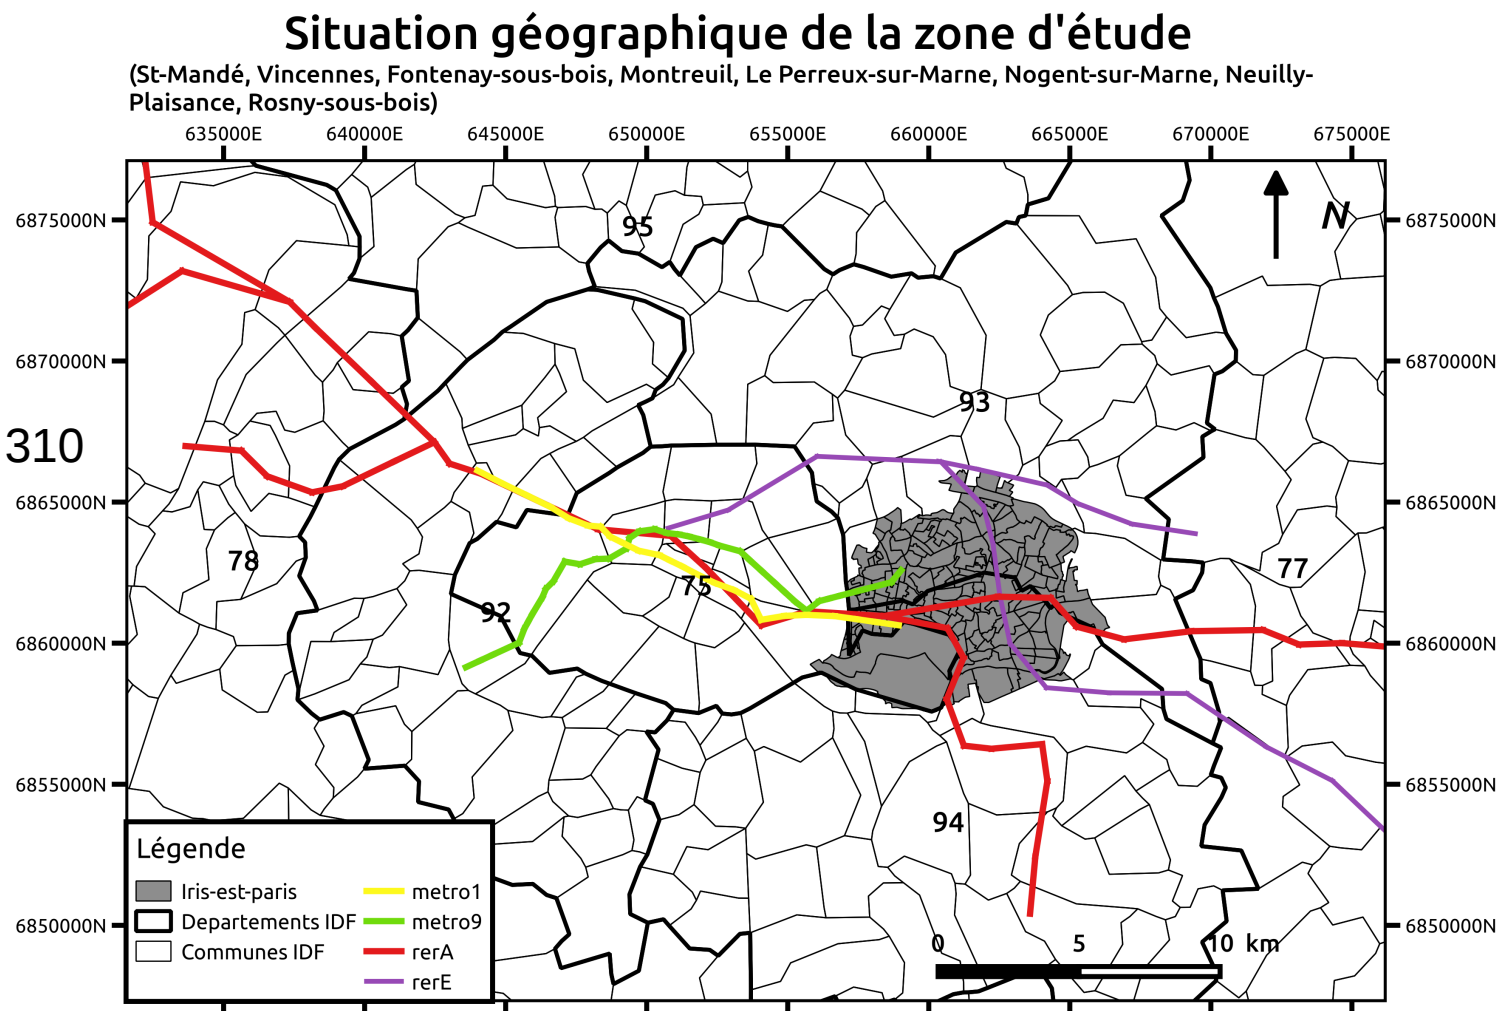 Situation géographique de la zone d'étude
(St-Mandé, Vincennes, Fontenay-sous-bois, Montreuil, Le Perreux-sur-Marne, Nogent-sur-Marne, Neuilly-
Plaisance, Rosny-sous-bois)
635000E 640000E 645000E 650000E 655000E 660000E 665000E 670000E 675000E
6875000N 95 N 6875000N
6870000N 6870000N
93
310
6865000N 6865000N
78 77
75
92
6860000N 6860000N
6855000N 6855000N
94
Légende
Iris-est-paris metro1
Departements IDF metro9
6850000N 6850000N
0 5 10 km
Communes IDF rerA
rerE